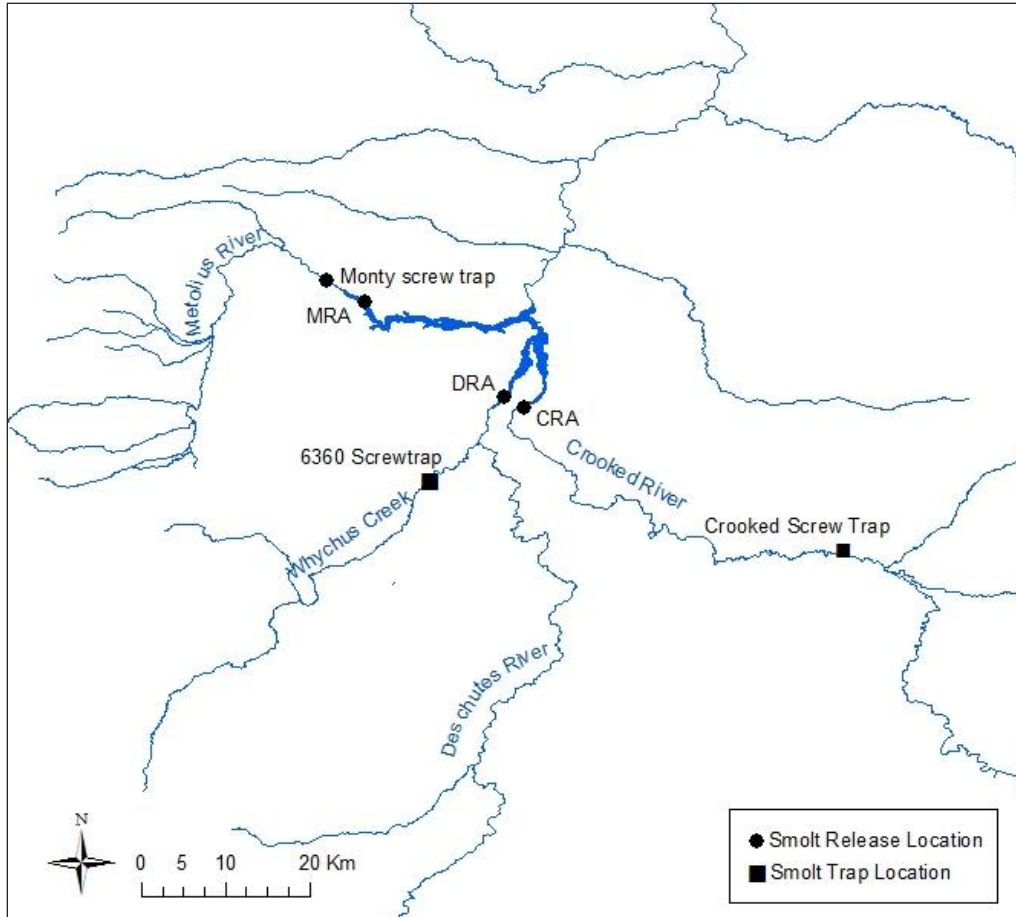 Metolius River
Monty screw trap
MRA
DRA
CRA
6360 Screwtrap
Whychus Creek
Crooked River
Crooked Screw Trap
Deschutes River
N
0 5 10 20 Km
Smolt Release Location
Smolt Trap Location